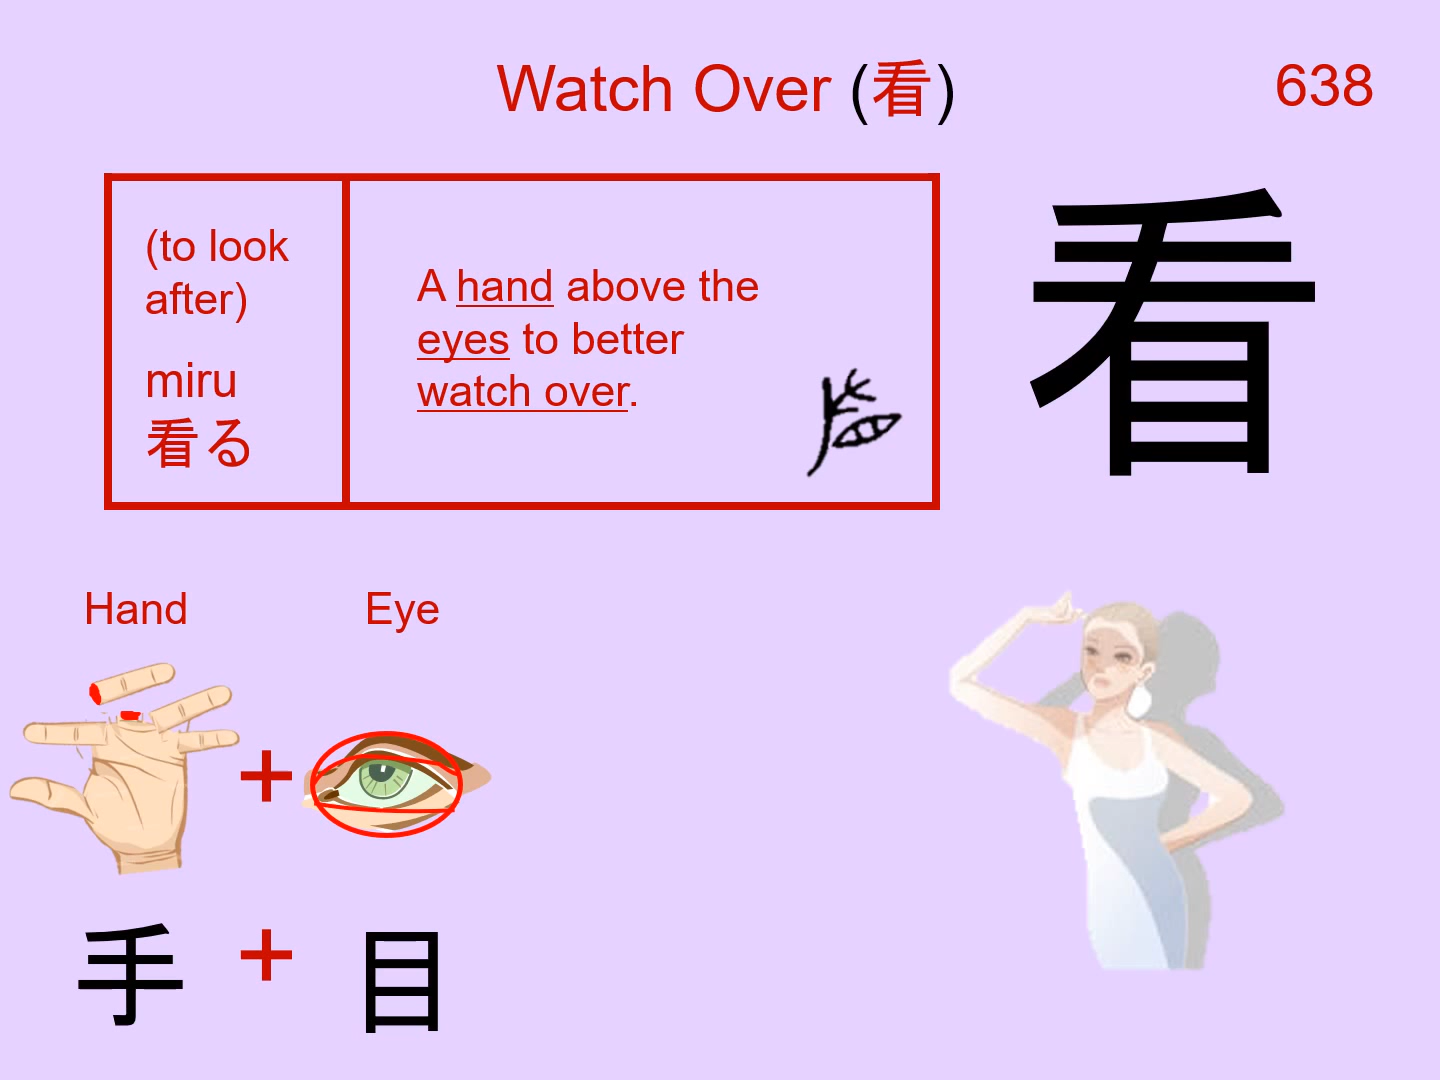 Watch Over (看)
638
(to look
after)
miru
看る
A hand above the
eyes to better
watch over.
看
Hand
Eye
+
手 + 目